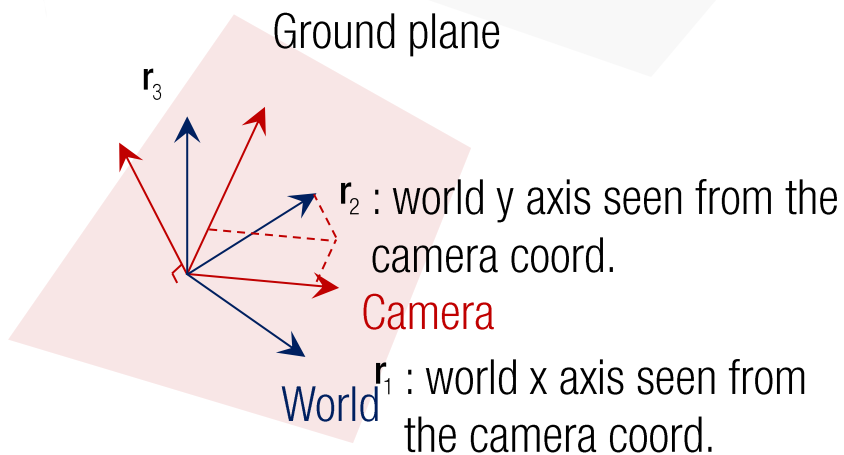 Ground plane
r3
r2 : world y axis seen from the
camera coord.
Camera
r1 : world x axis seen from
World
the camera coord.